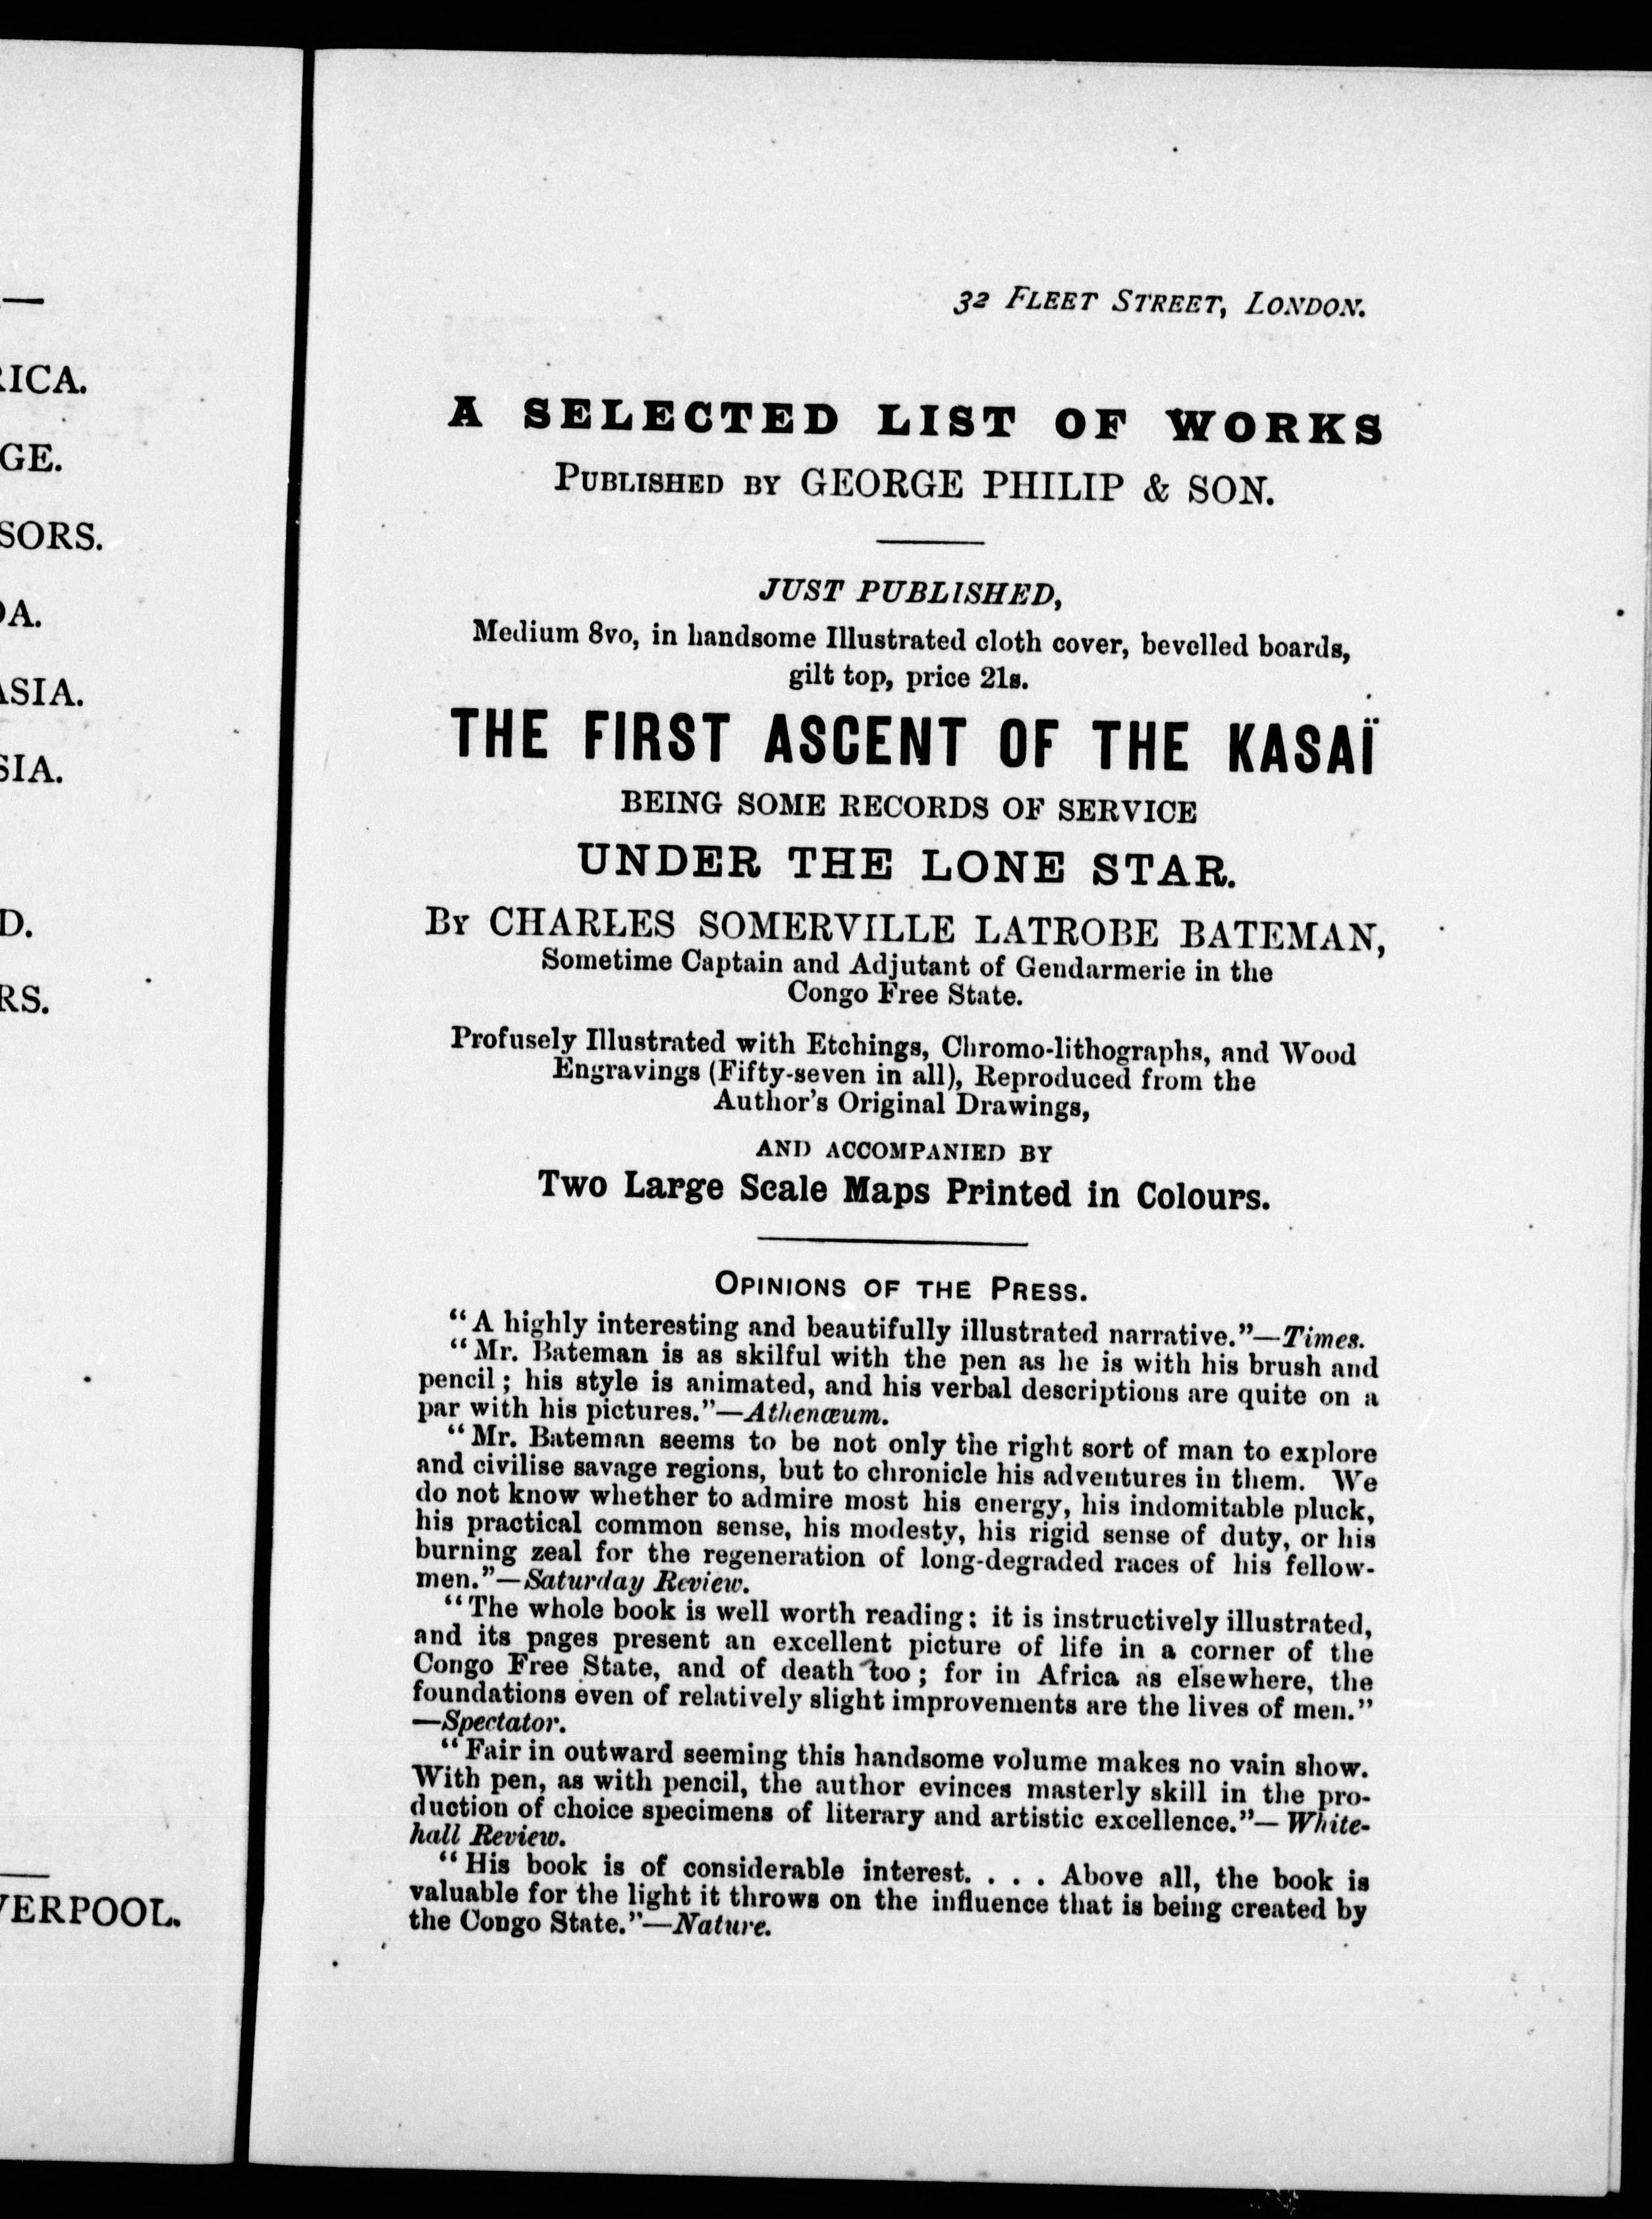 32 FLEET STREET, LONDON.
A SELECTED LIST OF WORKS
PUBLISHED BY GEORGE PHILIP & SON.
JUST PUBLISHED,
Medium 8vo, in handsome Illustrated cloth cover, bevelled boards,
gilt top, price 21s.
THE FIRST ASCENT OF THE KASAÏ
BEING SOME RECORDS OF SERVICE
UNDER THE LONE STAR.
BY CHARLES SOMERVILLE LATROBE BATEMAN,
Sometime Captain and Adjutant of Gendarmerie in the
Congo Free State.
Profusely Illustrated with Etchings, Chromo-lithographs, and Wood
Engravings (Fifty-seven in all), Reproduced from the
Author's Original Drawings,
AND ACCOMPANIED BY
Two Large Scale Maps Printed in Colours.
OPINIONS OF THE PRESS.
"A highly interesting and beautifully illustrated narrative."—Times.
"Mr. Bateman is as skilful with the pen as he is with his brush and
pencil; his style is animated, and his verbal descriptions are quite on a
par with his pictures."—Athenæum.
"Mr. Bateman seems to be not only the right sort of man to explore
and civilise savage regions, but to chronicle his adventures in them. We
do not know whether to admire most his energy, his indomitable pluck,
his practical common sense, his modesty, his rigid sense of duty, or his
burning zeal for the regeneration of long-degraded races of his fellow-
men."—Saturday Review.
"The whole book is well worth reading: it is instructively illustrated,
and its pages present an excellent picture of life in a corner of the
Congo Free State, and of death too; for in Africa as elsewhere, the
foundations even of relatively slight improvements are the lives of men."
—Spectator.
"Fair in outward seeming this handsome volume makes no vain show.
With pen, as with pencil, the author evinces masterly skill in the pro-
duction of choice specimens of literary and artistic excellence."—White-
hall Review.
"His book is of considerable interest. . . . Above all, the book is
valuable for the light it throws on the influence that is being created by
the Congo State."—Nature.